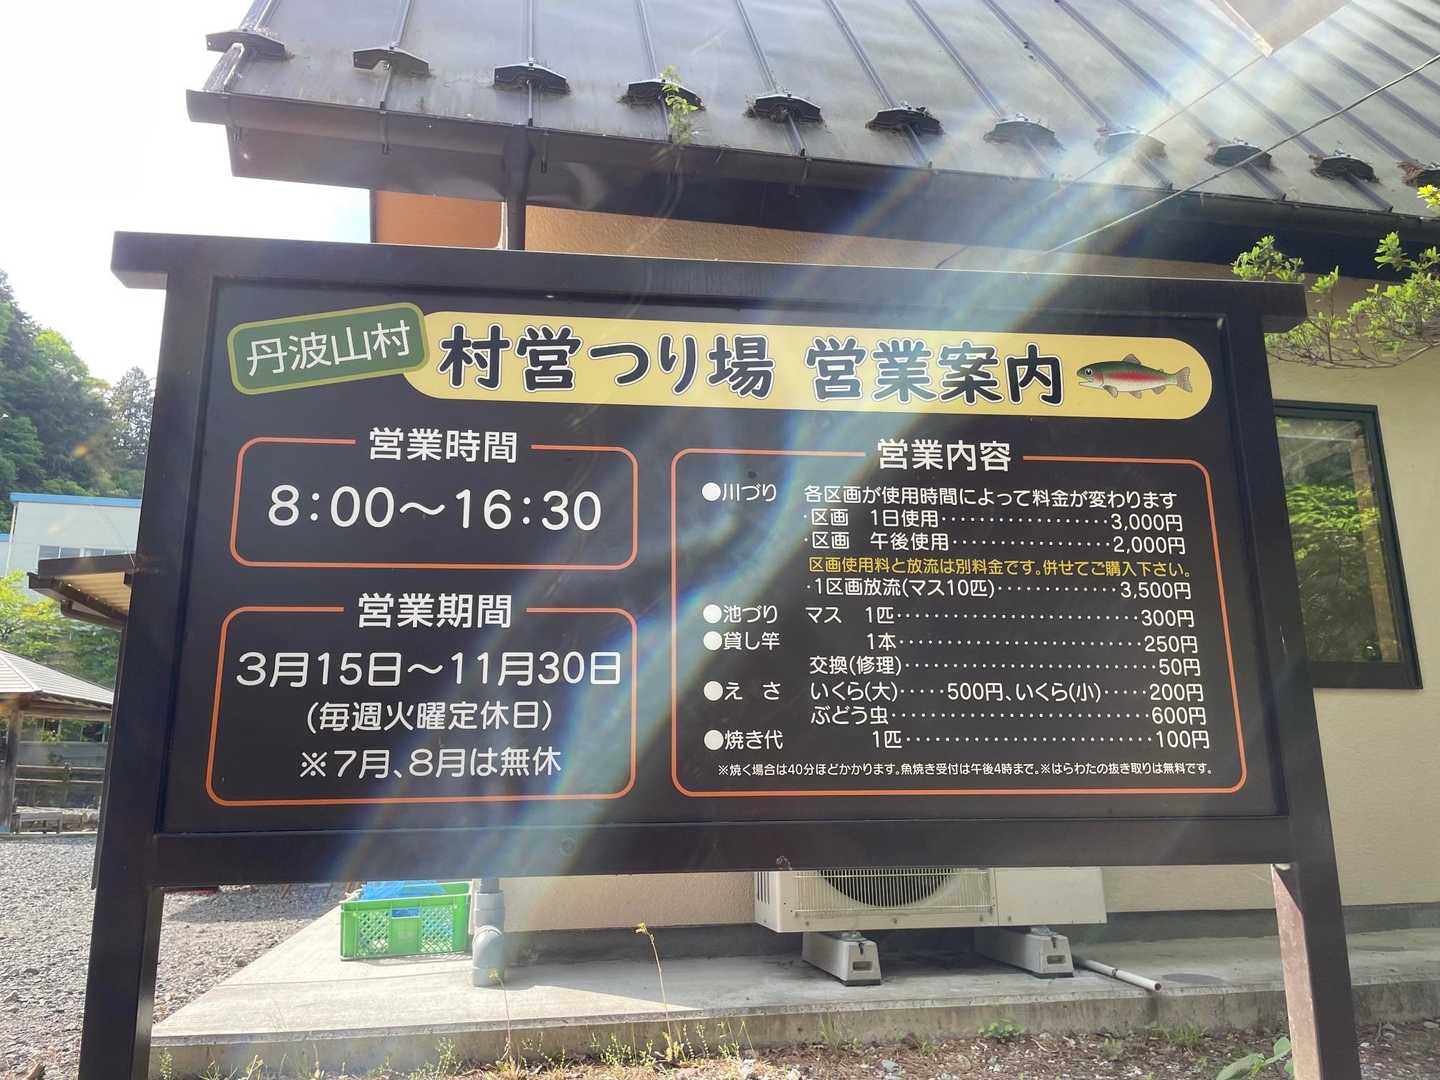 丹波山村
村営つり場 営業案内
営業時間
8:00～16:30
営業期間
3月15日～11月30日
(毎週火曜定休日)
※7月、8月は無休
営業内容
●川づり 各区画が使用時間によって料金が変わります
・区画 1日使用・・・・・・・・・・・・・・・・・・3,000円
・区画 午後使用・・・・・・・・・・・・・・・・・2,000円
区画使用料と放流は別料金です。併せてご購入下さい。
・1区画放流(マス10匹)・・・・・・・・・・・・・3,500円
●池づり マス 1匹・・・・・・・・・・・・・・・・・・・・・・・・・・300円
●貸し竿 1本・・・・・・・・・・・・・・・・・・・・・・・・・・250円
交換(修理)・・・・・・・・・・・・・・・・・・・・・・・・・・・50円
●えさ いくら(大)・・・・・500円、いくら(小)・・・・・200円
ぶどう虫・・・・・・・・・・・・・・・・・・・・・・・・・・・・600円
●焼き代 1匹・・・・・・・・・・・・・・・・・・・・・・・・・・・100円
※焼く場合は40分ほどかかります。魚焼き受付は午後4時まで。※はらわたの抜き取りは無料です。